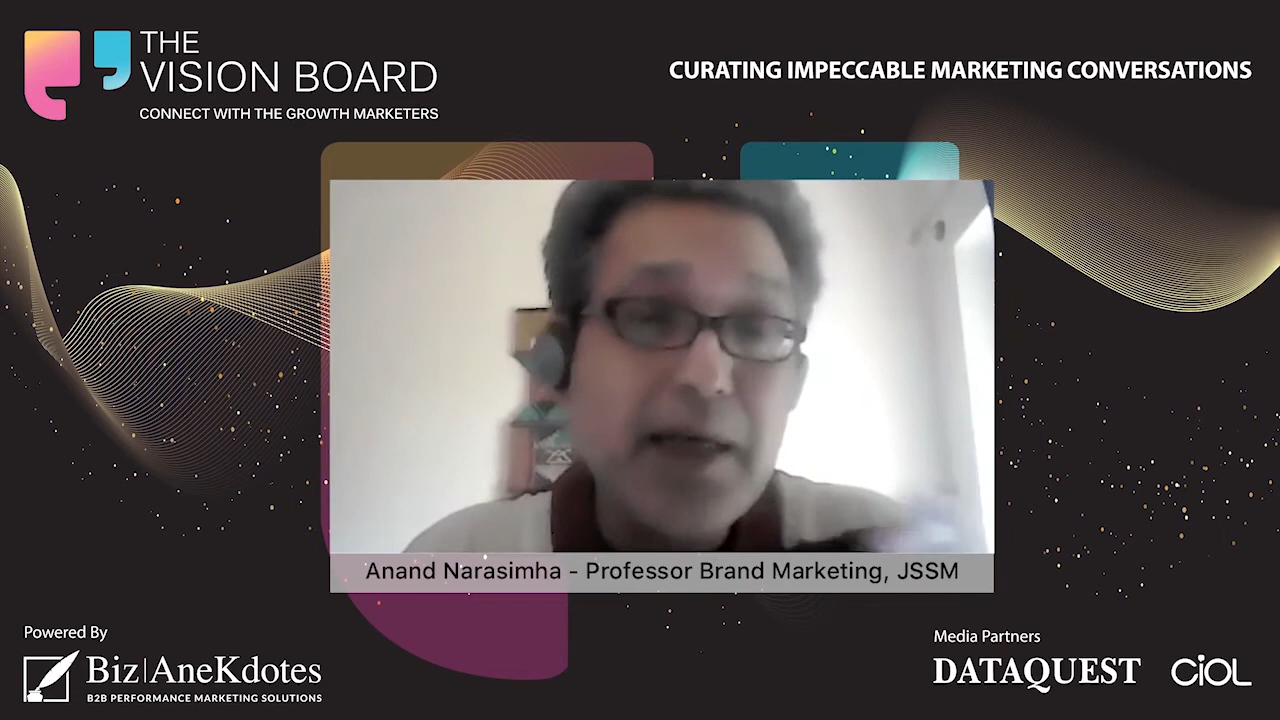 THE
VISION BOARD
CONNECT WITH THE GROWTH MARKETERS
CURATING IMPECCABLE MARKETING CONVERSATIONS
Anand Narasimha - Professor Brand Marketing, JSSM
Powered By
Biz|AneKdotes
B2B PERFORMANCE MARKETING SOLUTIONS
Media Partners
DATAQUEST
CIOL